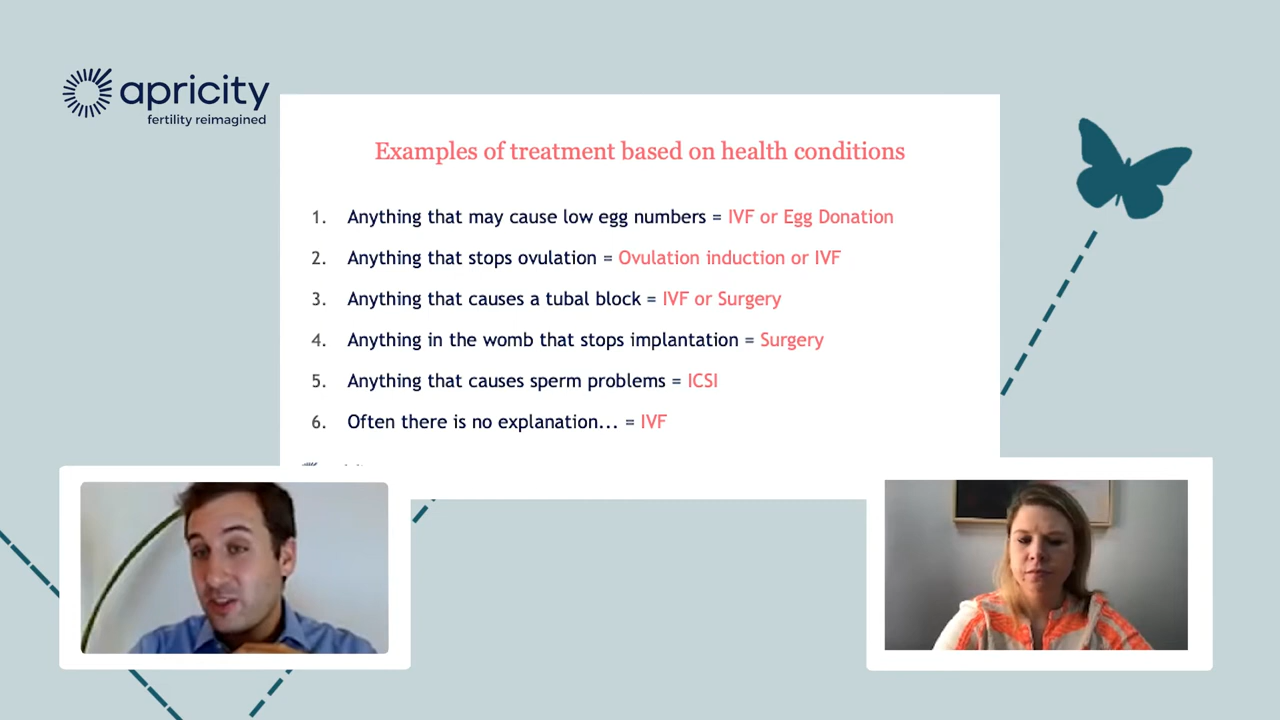 apricity
fertility reimagined
Examples of treatment based on health conditions
1. Anything that may cause low egg numbers = IVF or Egg Donation
2. Anything that stops ovulation = Ovulation induction or IVF
3. Anything that causes a tubal block = IVF or Surgery
4. Anything in the womb that stops implantation = Surgery
5. Anything that causes sperm problems = ICSI
6. Often there is no explanation... = IVF